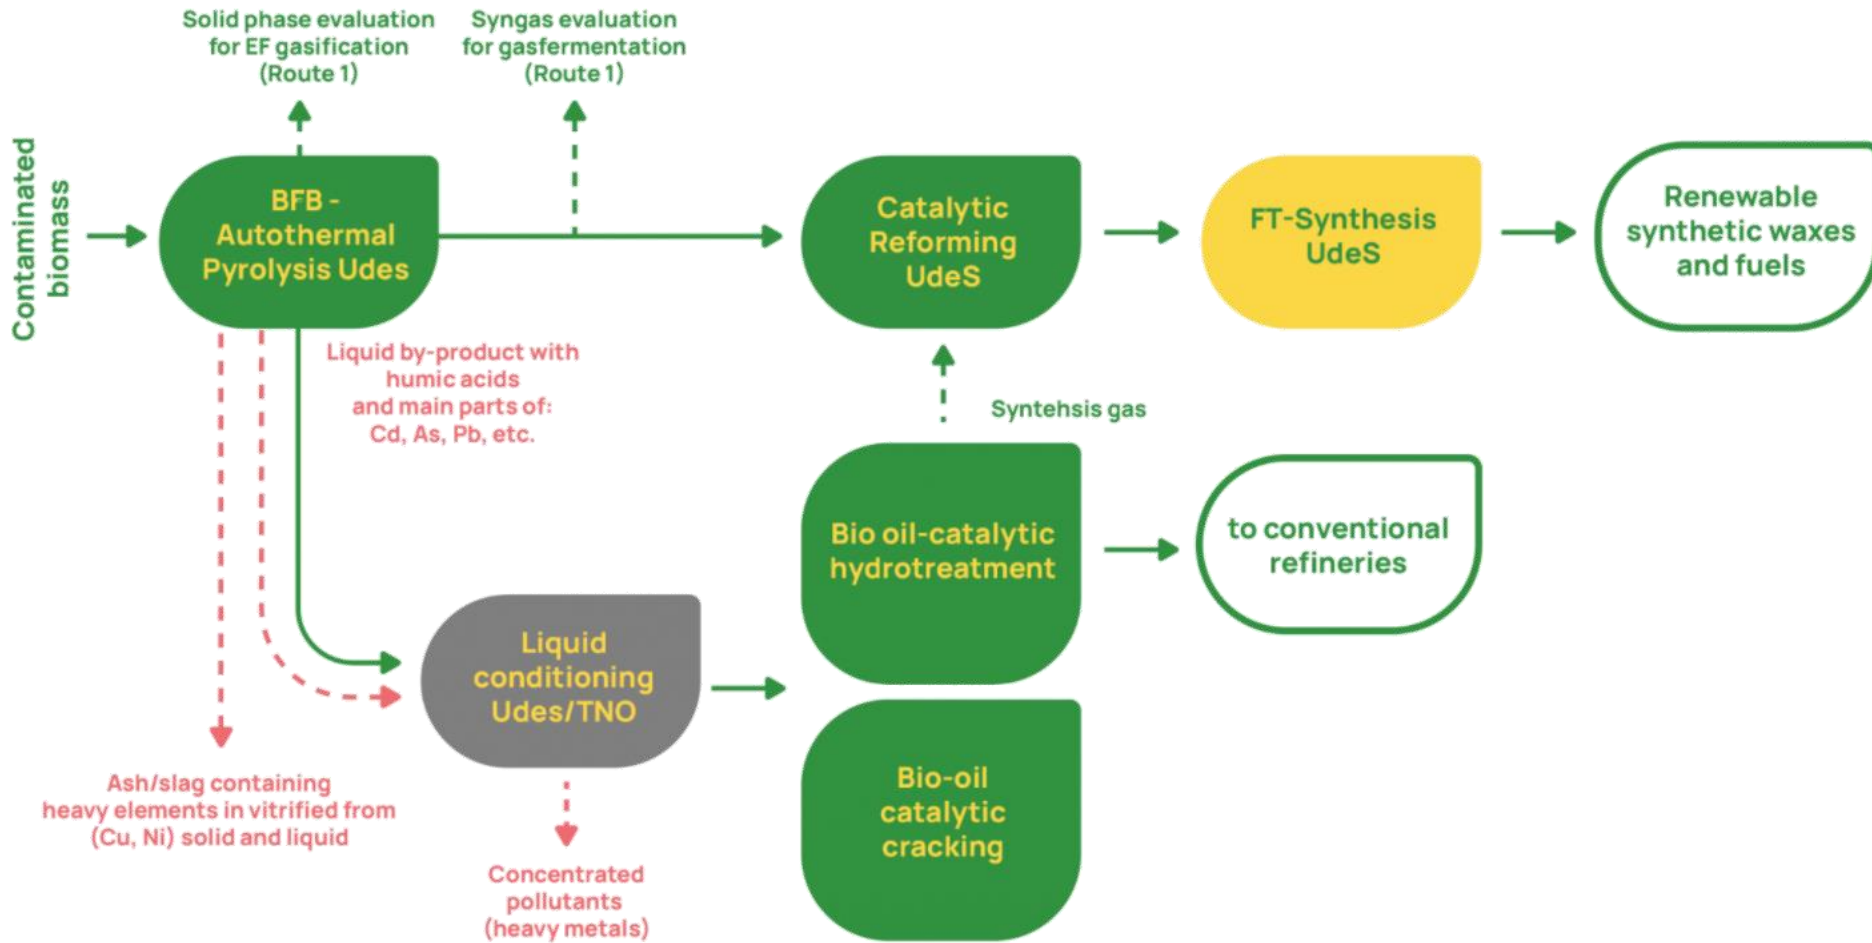 Solid phase evaluation
for EF gasification
(Route 1)
Syngas evaluation
for gasfermentation
(Route 1)
Contaminated
biomass
BFB -
Autothermal
Pyrolysis Udes
Catalytic
Reforming
UdeS
FT-Synthesis
UdeS
Renewable
synthetic waxes
and fuels
Liquid by-product with
humic acids
and main parts of:
Cd, As, Pb, etc.
Syntehsis gas
Bio oil-catalytic
hydrotreatment
to conventional
refineries
Liquid
conditioning
Udes/TNO
Ash/slag containing
heavy elements in vitrified from
(Cu, Ni) solid and liquid
Bio-oil
catalytic
cracking
Concentrated
pollutants
(heavy metals)